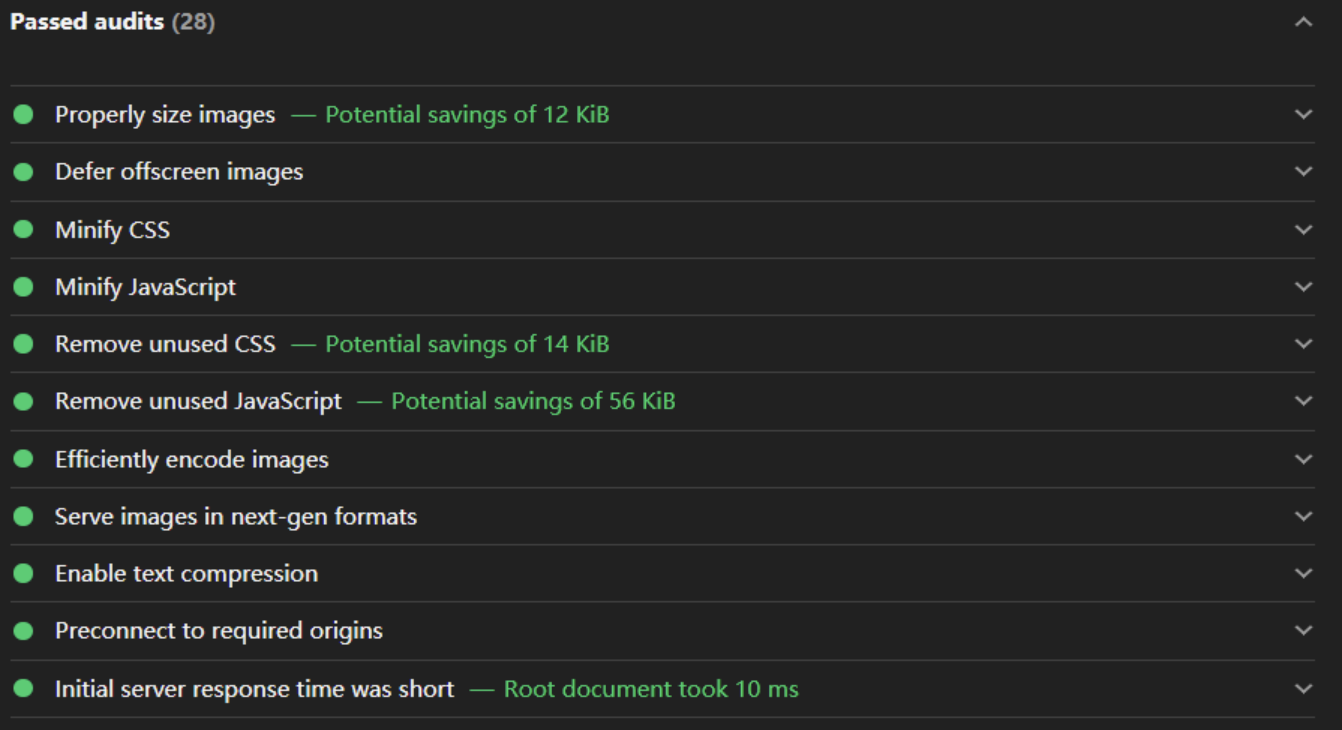 Passed audits (28)
Properly size images — Potential savings of 12 KiB
Defer offscreen images
Minify CSS
Minify JavaScript
Remove unused CSS — Potential savings of 14 KiB
Remove unused JavaScript — Potential savings of 56 KiB
Efficiently encode images
Serve images in next-gen formats
Enable text compression
Preconnect to required origins
Initial server response time was short — Root document took 10 ms